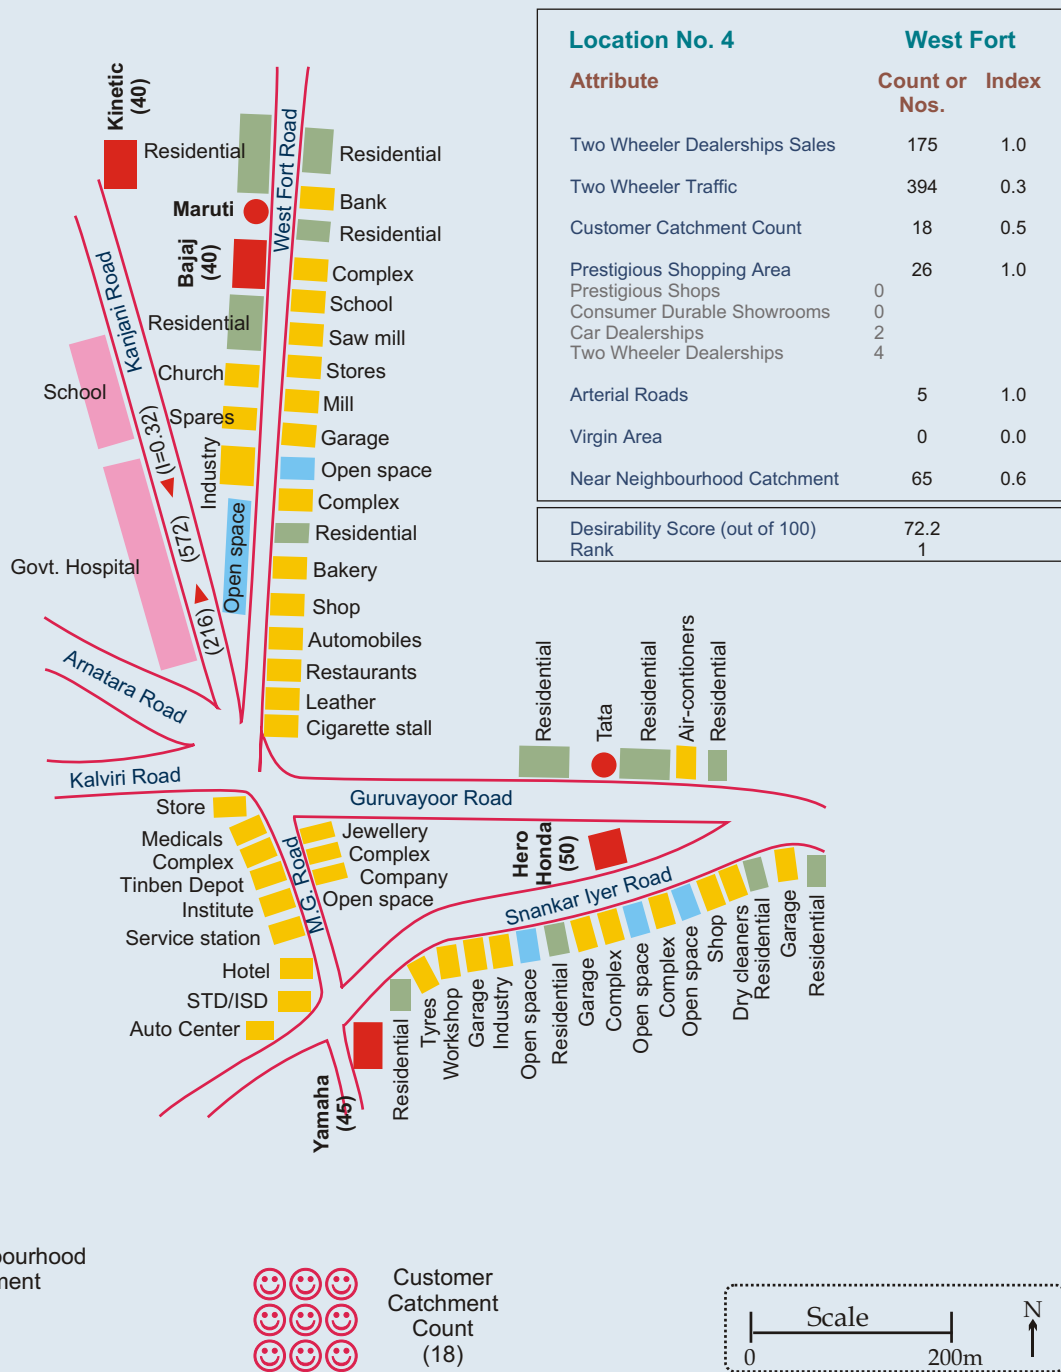 Location No. 4 West Fort
Attribute Count or Nos. Index
Two Wheeler Dealerships Sales 175 1.0
Two Wheeler Traffic 394 0.3
Customer Catchment Count 18 0.5
Prestigious Shopping Area 26 1.0
Prestigious Shops 0
Consumer Durable Showrooms 0
Car Dealerships 2
Two Wheeler Dealerships 4
Arterial Roads 5 1.0
Virgin Area 0 0.0
Near Neighbourhood Catchment 65 0.6
Desirability Score (out of 100) 72.2
Rank 1
Kinetic
(40)
Residential
Maruti
Bajaj
(40)
Residential
Church
Spares
Industry
Open space
West Fort Road
Residential
Bank
Residential
Complex
School
Saw mill
Stores
Mill
Garage
Open space
Complex
Residential
Bakery
Shop
Automobiles
Restaurants
Leather
Cigarette stall
Kanjani Road
(I=0.32)
(572)
(216)
School
Govt. Hospital
Arnatara Road
Kalviri Road
Guruvayoor Road
Residential
Tata
Residential
Air-contioners
Residential
Store
Medicals
Complex
Tinben Depot
Institute
Service station
Hotel
STD/ISD
Auto Center
M.G. Road
Jewellery
Complex
Company
Open space
Hero
Honda
(50)
Snankar Iyer Road
Yamaha
(45)
Residential
Tyres
Workshop
Garage
Industry
Open space
Residential
Garage
Complex
Open space
Complex
Open space
Shop
Dry cleaners
Residential
Garage
Residential
ourhood
ment
Customer
Catchment
Count
(18)
Scale
0 200m
N